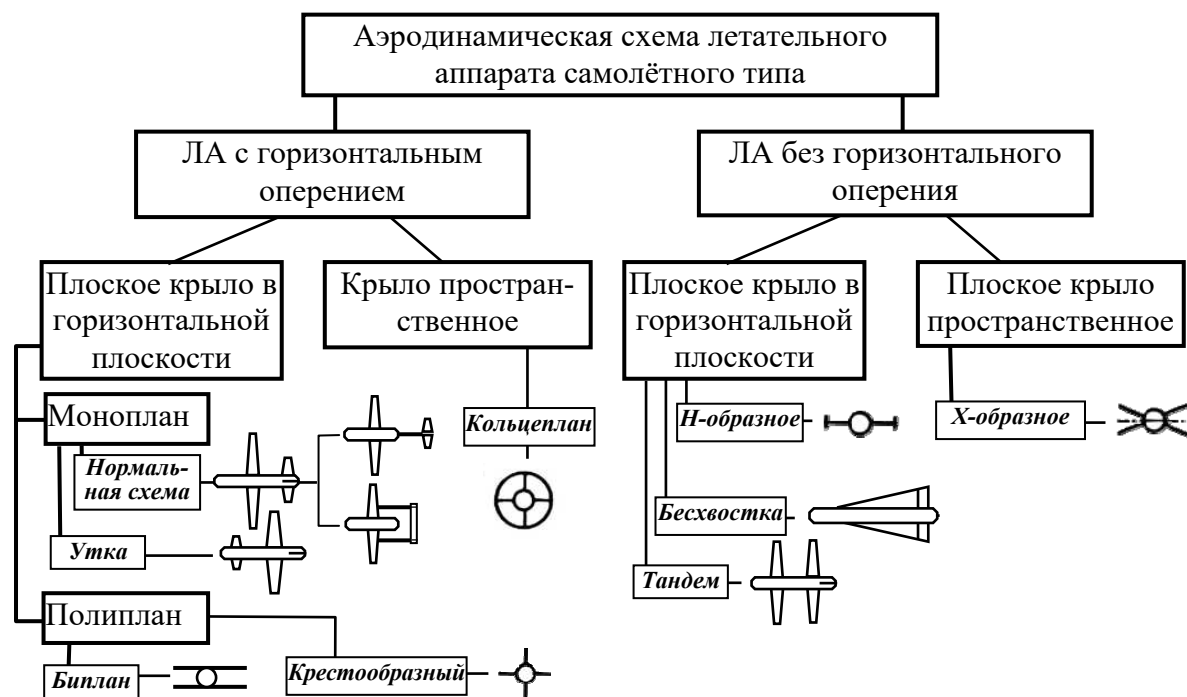 Аэродинамическая схема летательного
аппарата самолётного типа
ЛА с горизонтальным
оперением
ЛА без горизонтального
оперения
Плоское крыло в
горизонтальной
плоскости
Крыло простран-
ственное
Плоское крыло в
горизонтальной
плоскости
Плоское крыло
пространственное
Моноплан
Нормаль-
ная схема
Утка
Кольцеплан
Н-образное
Х-образное
Бесхвостка
Тандем
Полиплан
Биплан
Крестообразный